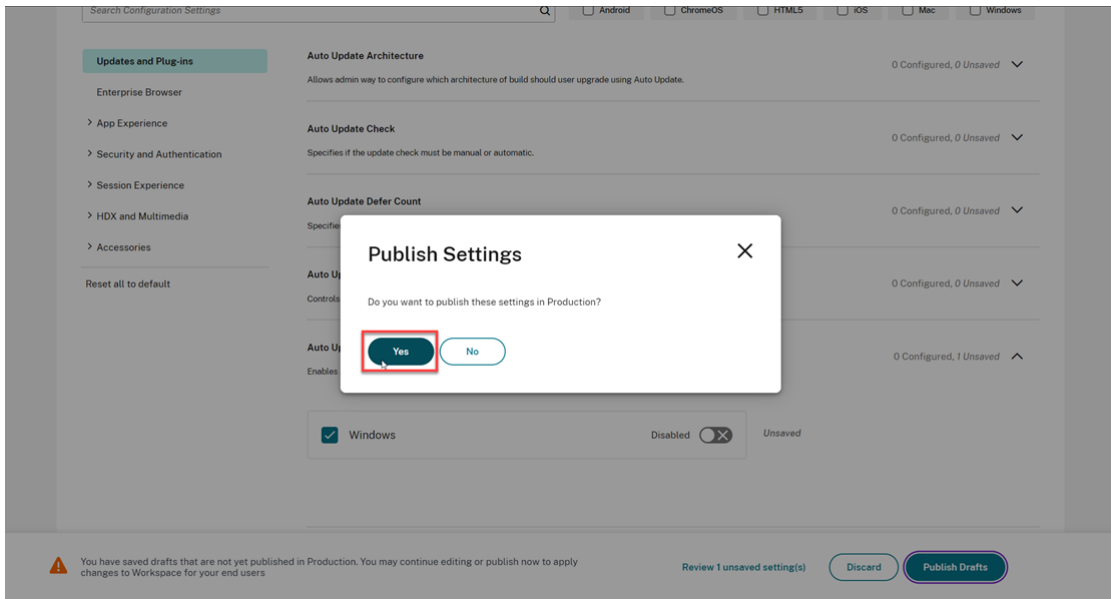 Search Configuration Settings
Android
ChromeOS
HTML5
iOS
Mac
Windows
Updates and Plug-ins
Enterprise Browser
App Experience
Security and Authentication
Session Experience
HDX and Multimedia
Accessories
Reset all to default
Auto Update Architecture
Allows admin way to configure which architecture of build should user upgrade using Auto Update.
0 Configured, 0 Unsaved
Auto Update Check
Specifies if the update check must be manual or automatic.
0 Configured, 0 Unsaved
Auto Update Defer Count
Specifie
0 Configured, 0 Unsaved
Auto Up
Controls
0 Configured, 0 Unsaved
Auto Up
Enables
0 Configured, 1 Unsaved
Publish Settings
Do you want to publish these settings in Production?
Yes
No
Windows
Disabled
Unsaved
You have saved drafts that are not yet published in Production. You may continue editing or publish now to apply
changes to Workspace for your end users
Review 1 unsaved setting(s)
Discard
Publish Drafts